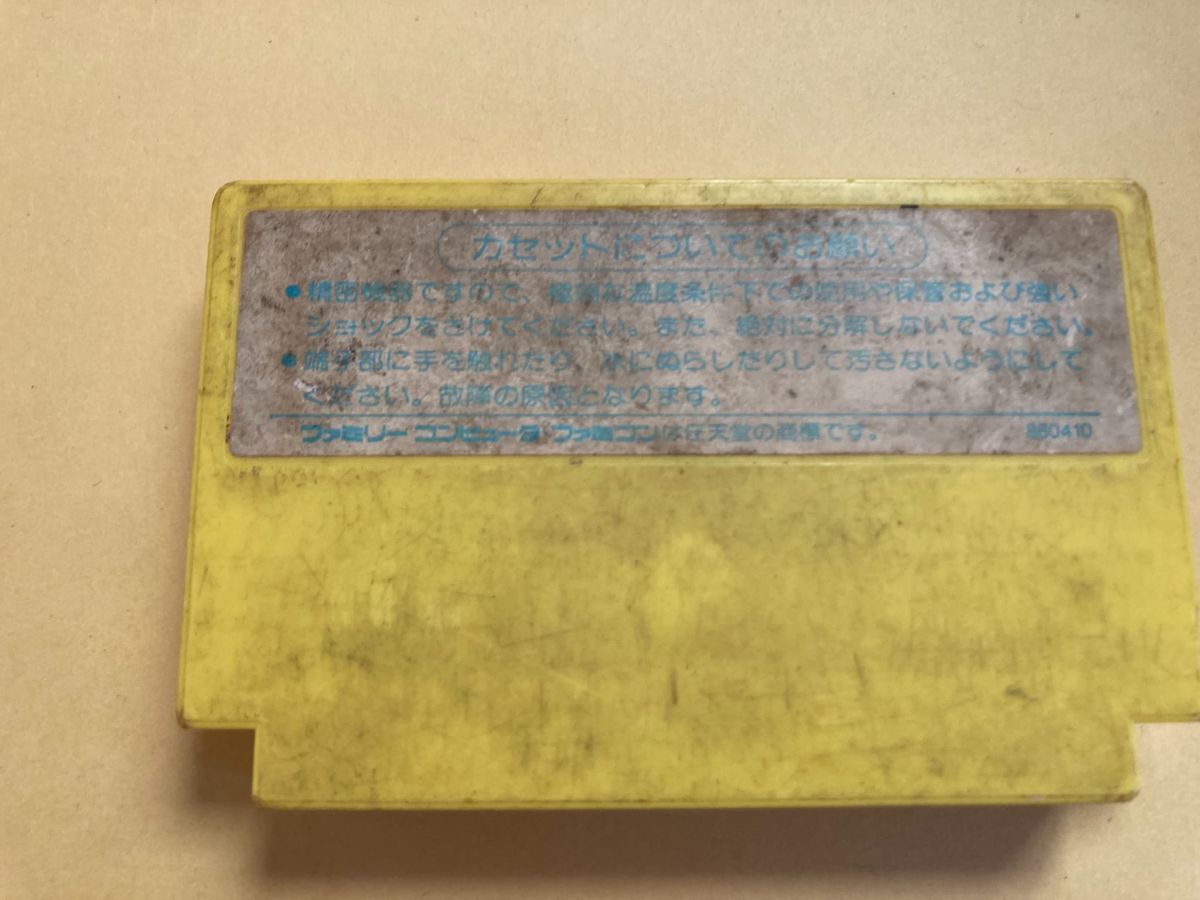 カセットについてのお願い
●精密機器ですので、極端な温度条件下での使用や保管および強い
ショックをさけてください。また、絶対に分解しないでください。
●端子部に手を触れたり、水にぬらしたりして汚さないようにして
ください。故障の原因となります。
ファミリーコンピュータ・ファミコンは任天堂の商標です。 860410